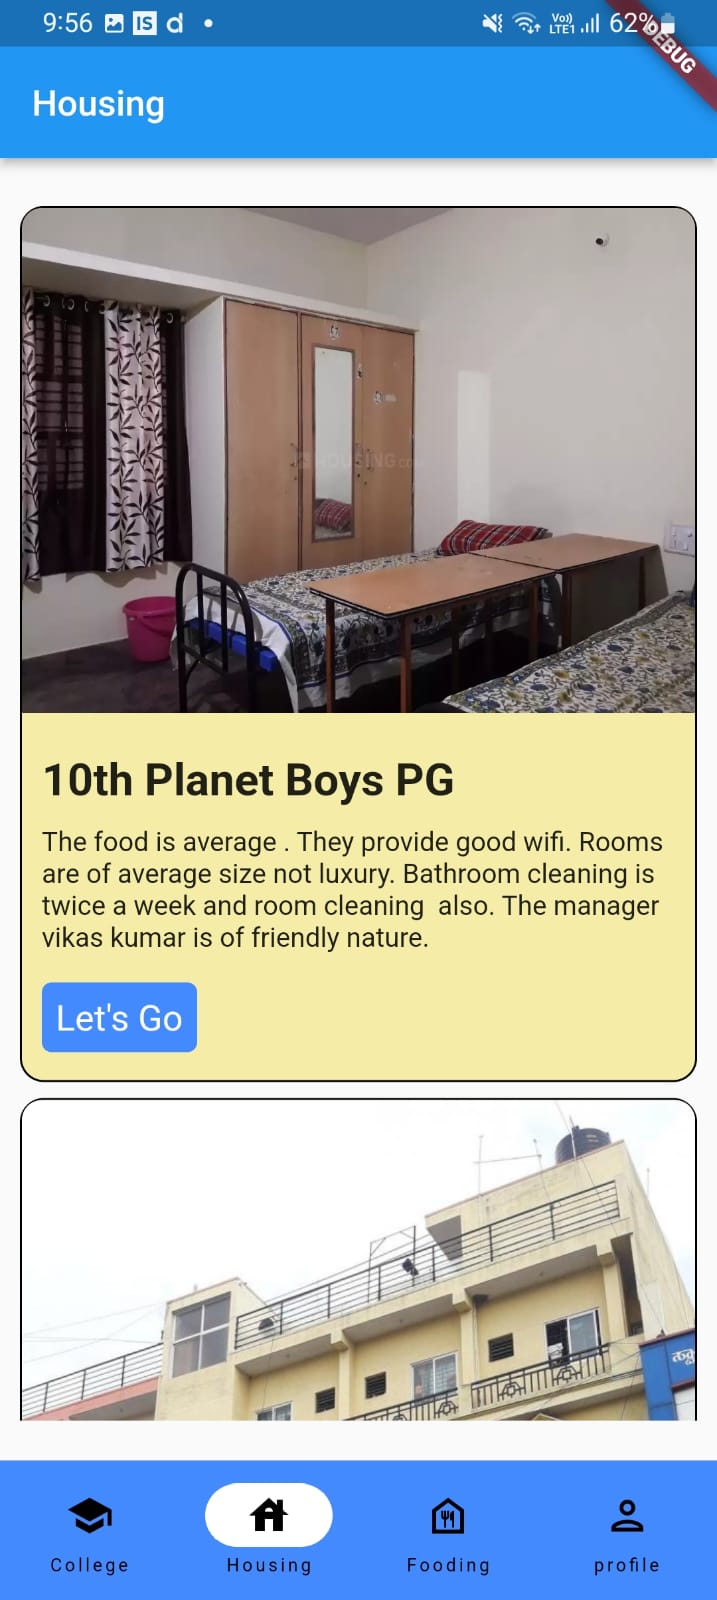 9:56 IS d Vo)) LTE1 62%
DEBUG
Housing
HOUSING.com
10th Planet Boys PG
The food is average . They provide good wifi. Rooms
are of average size not luxury. Bathroom cleaning is
twice a week and room cleaning  also. The manager
vikas kumar is of friendly nature.
Let's Go
College Housing Fooding profile